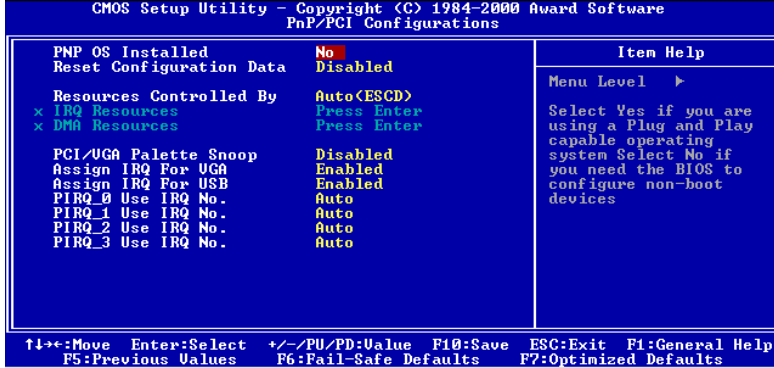 CMOS Setup Utility - Copyright (C) 1984-2000 Award Software
PnP/PCI Configurations
PNP OS Installed No
Reset Configuration Data Disabled
Resources Controlled By Auto(ESCD)
x IRQ Resources Press Enter
x DMA Resources Press Enter
PCI/VGA Palette Snoop Disabled
Assign IRQ For VGA Enabled
Assign IRQ For USB Enabled
PIRQ_0 Use IRQ No. Auto
PIRQ_1 Use IRQ No. Auto
PIRQ_2 Use IRQ No. Auto
PIRQ_3 Use IRQ No. Auto
Item Help
Menu Level ▶
Select Yes if you are
using a Plug and Play
capable operating
system Select No if
you need the BIOS to
configure non-boot
devices
↑↓→←:Move Enter:Select +/-/PU/PD:Value F10:Save ESC:Exit F1:General Help
F5:Previous Values F6:Fail-Safe Defaults F7:Optimized Defaults